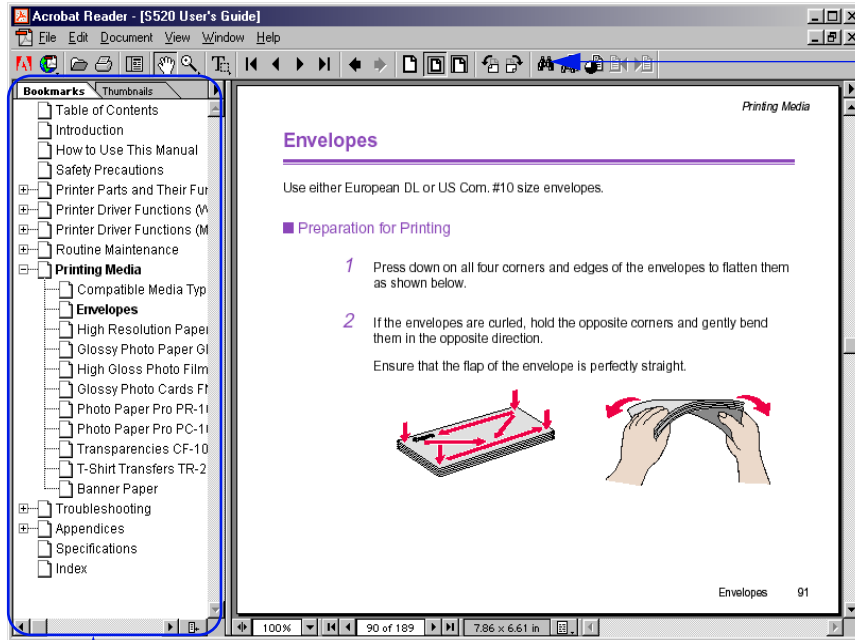 Acrobat Reader - [S520 User's Guide]
File Edit Document View Window Help
Bookmarks Thumbnails
Table of Contents
Introduction
How to Use This Manual
Safety Precautions
Printer Parts and Their Fur
Printer Driver Functions (W
Printer Driver Functions (M
Routine Maintenance
Printing Media
Compatible Media Typ
Envelopes
High Resolution Paper
Glossy Photo Paper Gl
High Gloss Photo Film
Glossy Photo Cards FM
Photo Paper Pro PR-10
Photo Paper Pro PC-10
Transparencies CF-10
T-Shirt Transfers TR-2
Banner Paper
Troubleshooting
Appendices
Specifications
Index
Printing Media
Envelopes
Use either European DL or US Com. #10 size envelopes.
Preparation for Printing
1 Press down on all four corners and edges of the envelopes to flatten them
as shown below.
2 If the envelopes are curled, hold the opposite corners and gently bend
them in the opposite direction.
Ensure that the flap of the envelope is perfectly straight.
Envelopes 91
100% 90 of 189 7.86 × 6.61 in